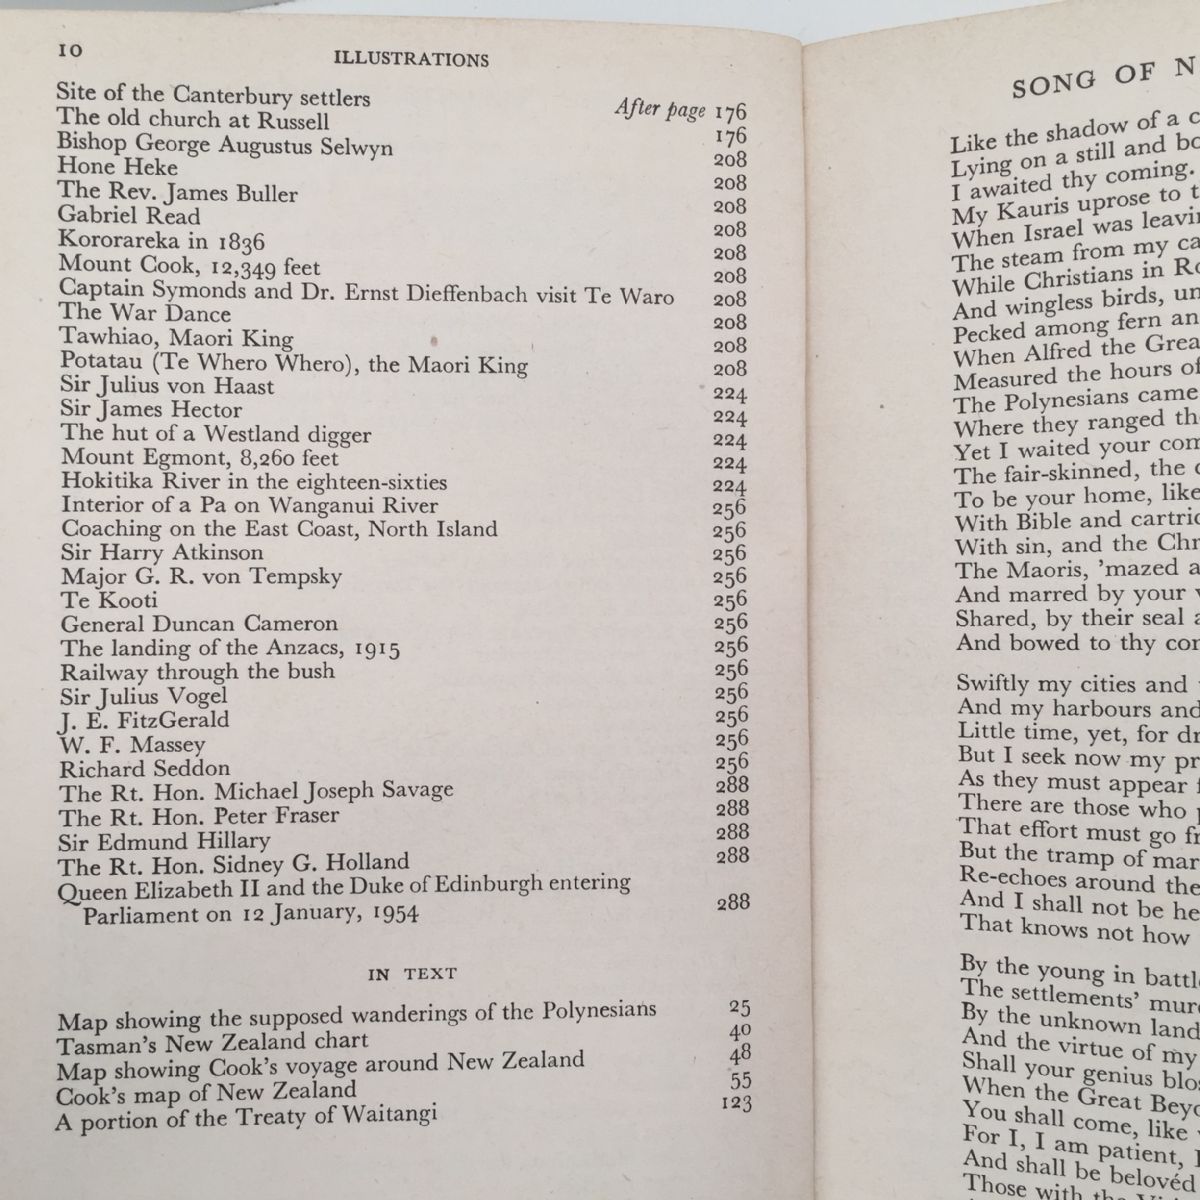 10 ILLUSTRATIONS
Site of the Canterbury settlers After page 176
The old church at Russell 176
Bishop George Augustus Selwyn 208
Hone Heke 208
The Rev. James Buller 208
Gabriel Read 208
Kororareka in 1836 208
Mount Cook, 12,349 feet 208
Captain Symonds and Dr. Ernst Dieffenbach visit Te Waro 208
The War Dance 208
Tawhiao, Maori King 208
Potatau (Te Whero Whero), the Maori King 208
Sir Julius von Haast 224
Sir James Hector 224
The hut of a Westland digger 224
Mount Egmont, 8,260 feet 224
Hokitika River in the eighteen-sixties 224
Interior of a Pa on Wanganui River 256
Coaching on the East Coast, North Island 256
Sir Harry Atkinson 256
Major G. R. von Tempsky 256
Te Kooti 256
General Duncan Cameron 256
The landing of the Anzacs, 1915 256
Railway through the bush 256
Sir Julius Vogel 256
J. E. FitzGerald 256
W. F. Massey 256
Richard Seddon 256
The Rt. Hon. Michael Joseph Savage 288
The Rt. Hon. Peter Fraser 288
Sir Edmund Hillary 288
The Rt. Hon. Sidney G. Holland 288
Queen Elizabeth II and the Duke of Edinburgh entering
Parliament on 12 January, 1954 288
IN TEXT
Map showing the supposed wanderings of the Polynesians 25
Tasman's New Zealand chart 40
Map showing Cook's voyage around New Zealand 48
Cook's map of New Zealand 55
A portion of the Treaty of Waitangi 123
SONG OF
Like the shadow of a
Lying on a still and
I awaited thy coming.
My Kauris uprose to
When Israel was
The steam from my
While Christians in
And wingless birds,
Pecked among fern
When Alfred the
Measured the hours
The Polynesians came
Where they ranged
Yet I waited your
The fair-skinned, the
To be your home, like
With Bible and
With sin, and the
The Maoris, 'mazed
And marred by your
Shared, by their seal
And bowed to thy
Swiftly my cities and
And my harbours and
Little time, yet, for
But I seek now my
As they must appear
There are those who
That effort must go
But the tramp of
Re-echoes around the
And I shall not be
That knows not how
By the young in
The settlements'
By the unknown
And the virtue of my
Shall your genius
When the Great
You shall come, like
For I, I am patient,
And shall be belovéd
Those with the